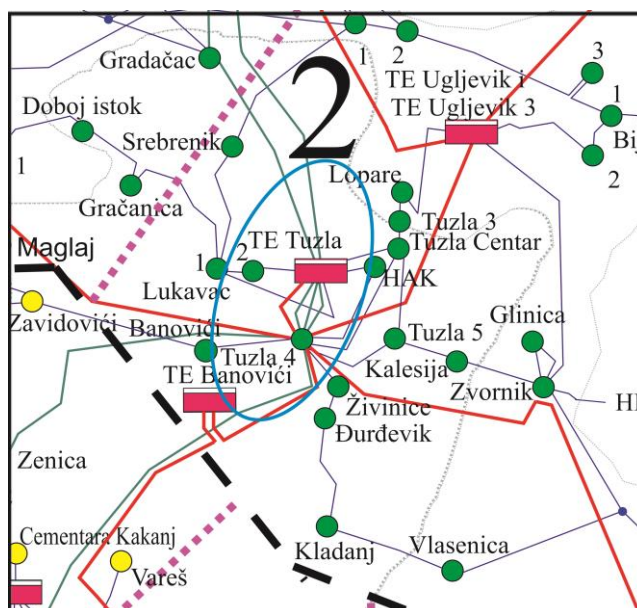 1
2
3
Gradačac
TE Ugljevik i
TE Ugljevik 3
1
Doboj istok
2
Bij
Srebrenik
1
2
Lopare
Gračanica
Tuzla 3
TE Tuzla
Tuzla Centar
Maglaj
1
2
HAK
Lukavac
Glinica
Zavidovići
Banovići
Tuzla 5
Tuzla 4
Kalesija
TE Banovići
Zvornik
Živinice
HE
Đurđevik
Zenica
Cementara Kakanj
Kladanj
Vlasenica
Vareš